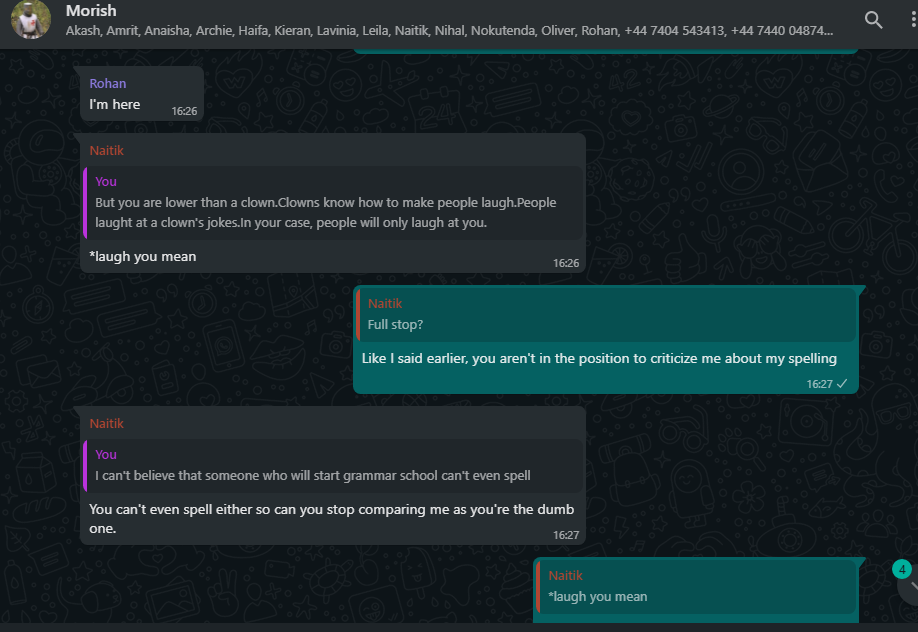 Morish
Akash, Amrit, Anaisha, Archie, Haifa, Kieran, Lavinia, Leila, Naitik, Nihal, Nokutenda, Oliver, Rohan, +44 7404 543413, +44 7440 04874...
Rohan
I'm here
16:26
Naitik
You
But you are lower than a clown.Clowns know how to make people laugh.People
laught at a clown's jokes.In your case, people will only laugh at you.
*laugh you mean
16:26
Naitik
Full stop?
Like I said earlier, you aren't in the position to criticize me about my spelling
16:27
Naitik
You
I can't believe that someone who will start grammar school can't even spell
You can't even spell either so can you stop comparing me as you're the dumb
one.
16:27
Naitik
*laugh you mean
4